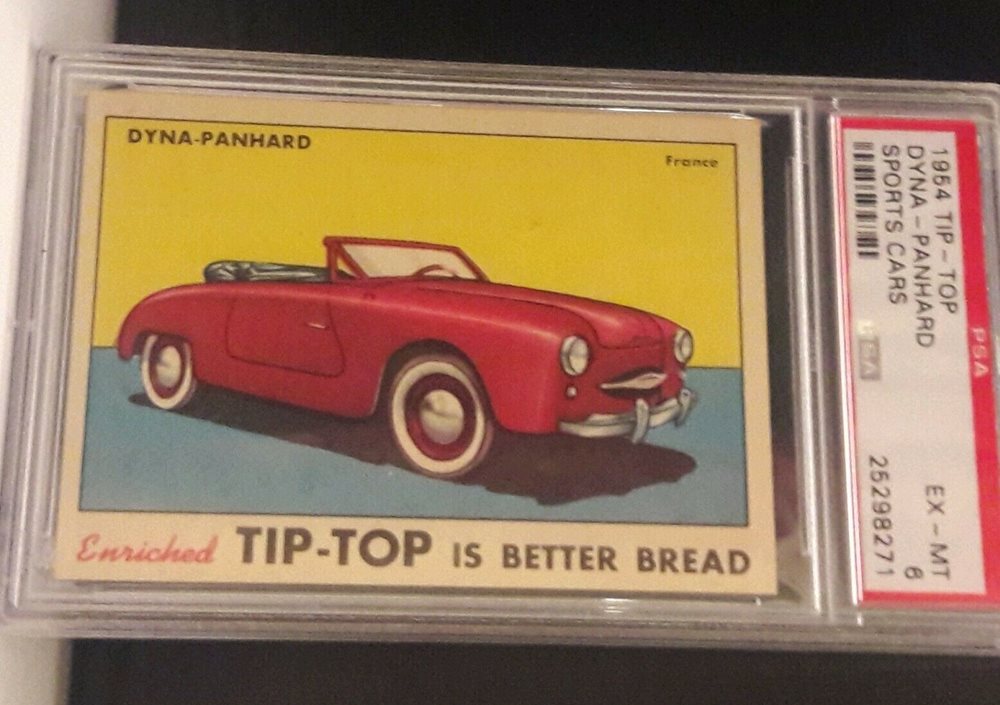 DYNA-PANHARD
France
Enriched TIP-TOP IS BETTER BREAD
PSA
1954 TIP-TOP
DYNA-PANHARD
SPORTS CARS
EX-MT
6
25298271
PSA